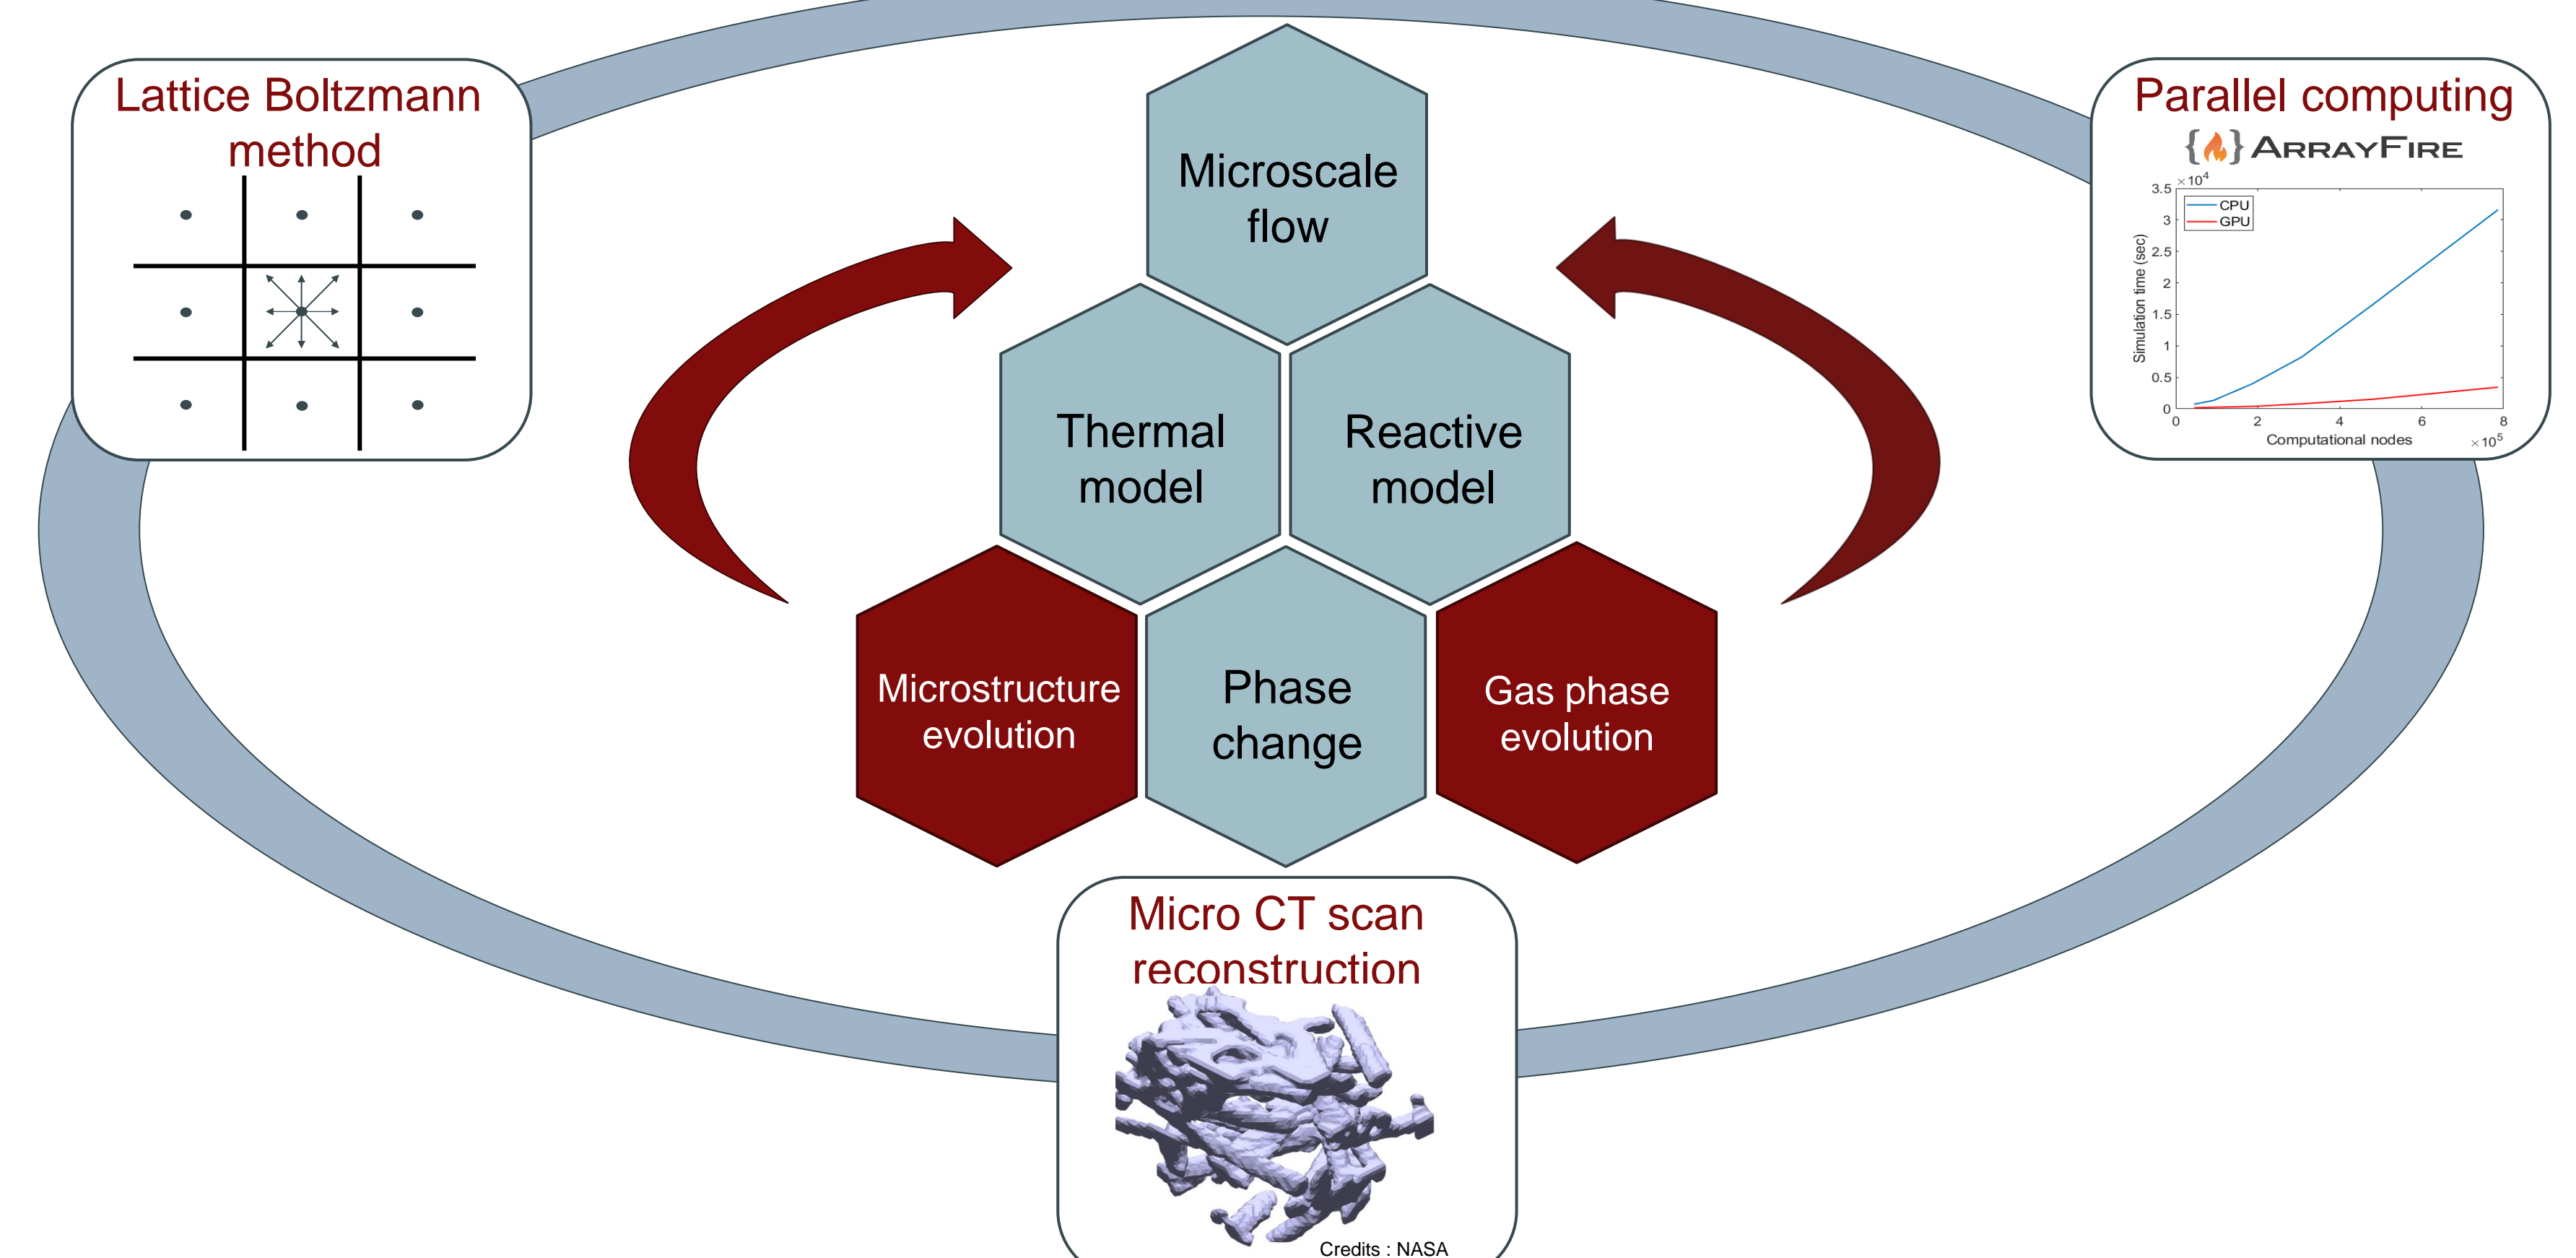 Lattice Boltzmann
method
Microscale
flow
Thermal
model
Reactive
model
Microstructure
evolution
Phase
change
Gas phase
evolution
Parallel computing
{ } ARRAYFIRE
×10⁴
3.5
3
2.5
2
1.5
1
0.5
0
Simulation time (sec)
CPU
GPU
0 2 4 6 8
Computational nodes ×10⁵
Micro CT scan
reconstruction
Credits : NASA